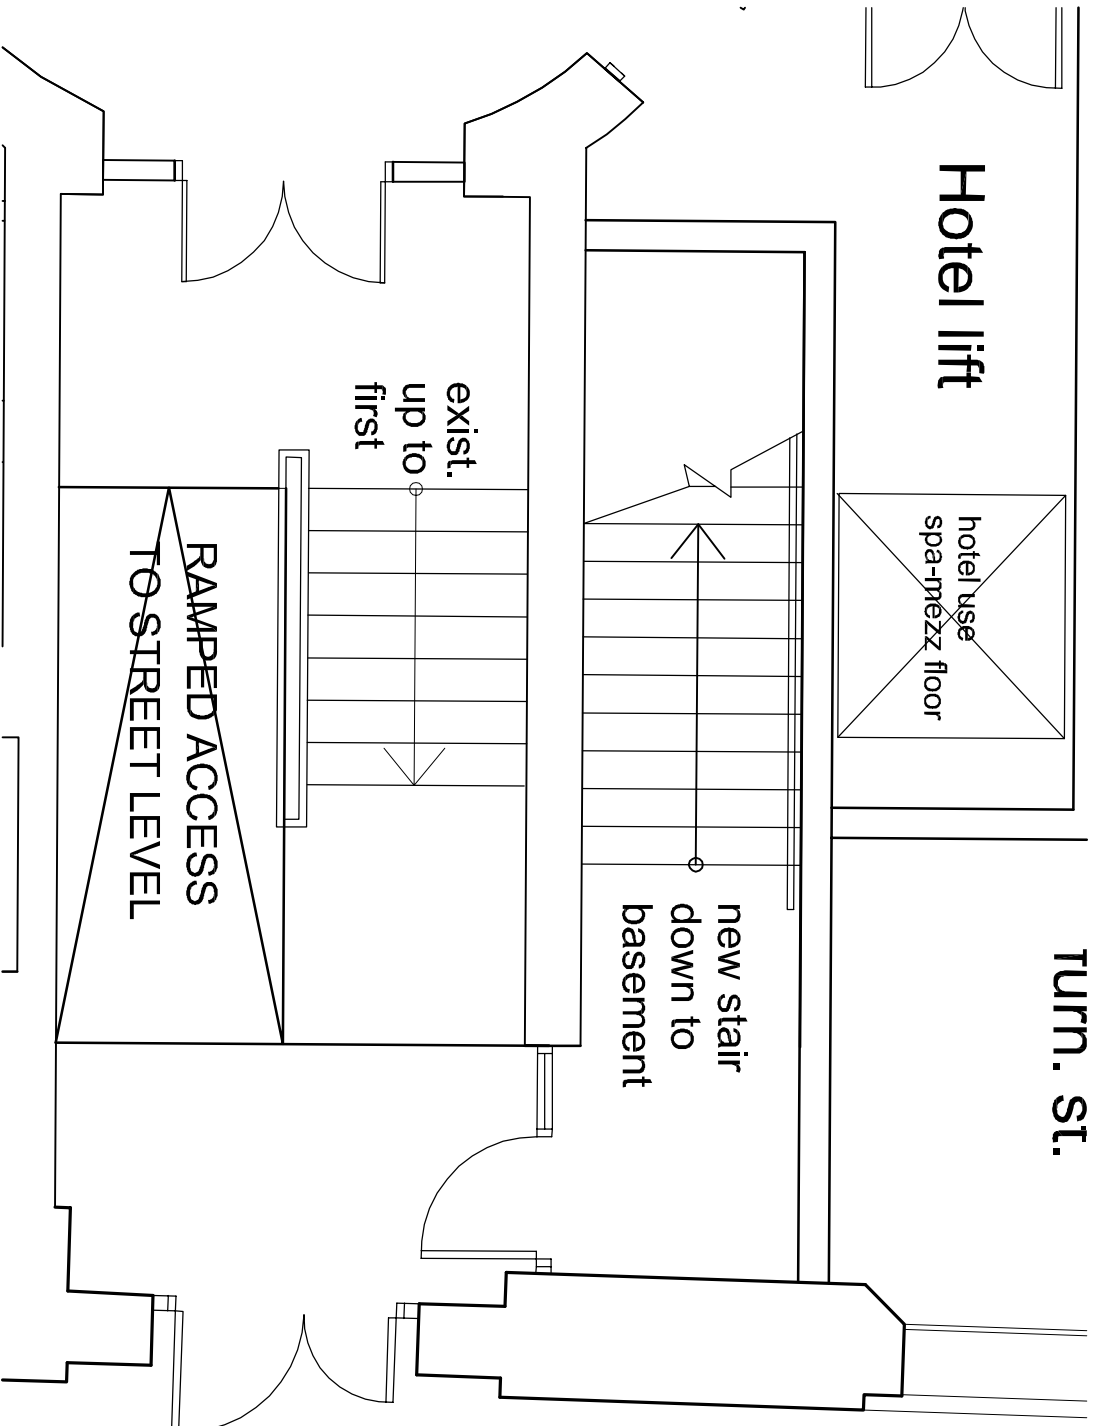 Hotel lift
hotel use
spa-mezz floor
exist.
up to
first
RAMPED ACCESS
TO STREET LEVEL
new stair
down to
basement
Turn. st.